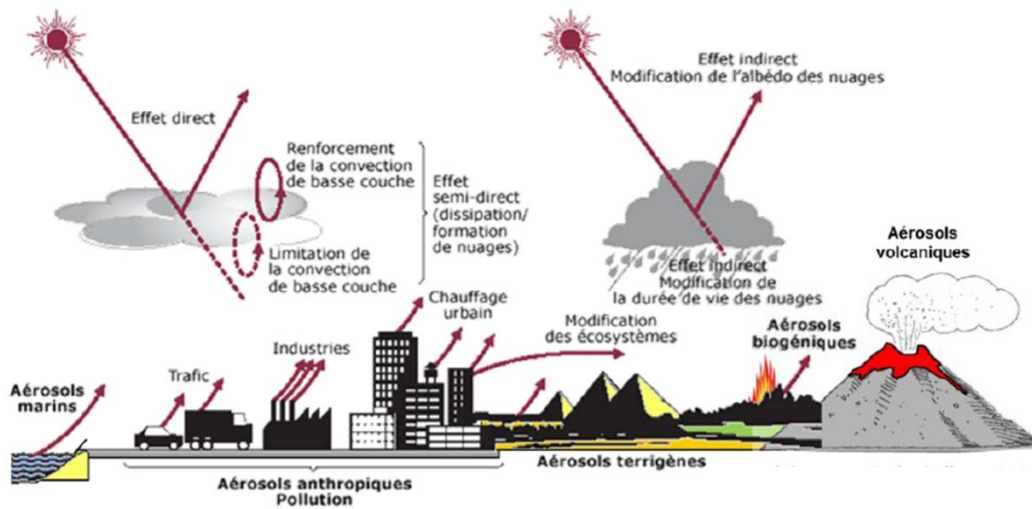 Effet direct
Renforcement
de la convection
de basse couche
Limitation de
la convection
de basse couche
Effet
semi-direct
(dissipation/
formation
de nuages)
Effet indirect
Modification de l'albédo des nuages
Effet indirect
Modification de
la durée de vie des nuages
Aérosols
volcaniques
Aérosols
marins
Trafic
Industries
Chauffage
urbain
Modification
des écosystèmes
Aérosols
biogéniques
Aérosols terrigènes
Aérosols anthropiques
Pollution